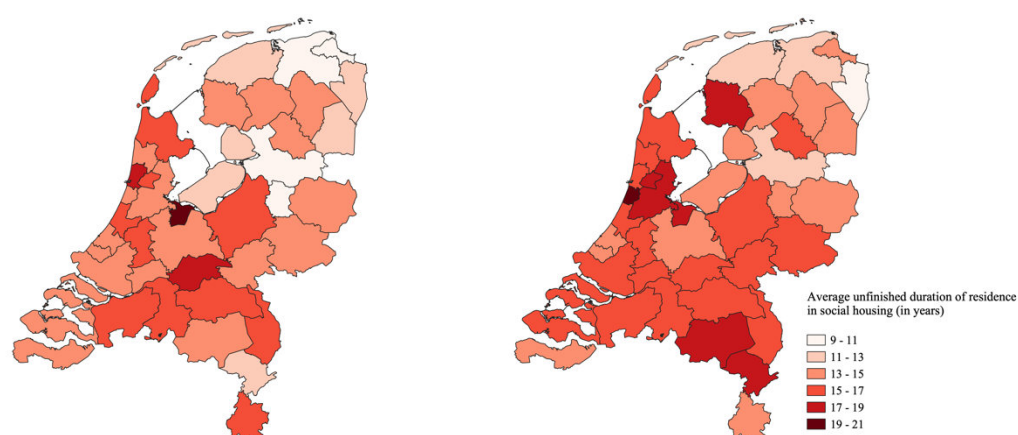 Average unfinished duration of residence
in social housing (in years)
9 - 11
11 - 13
13 - 15
15 - 17
17 - 19
19 - 21